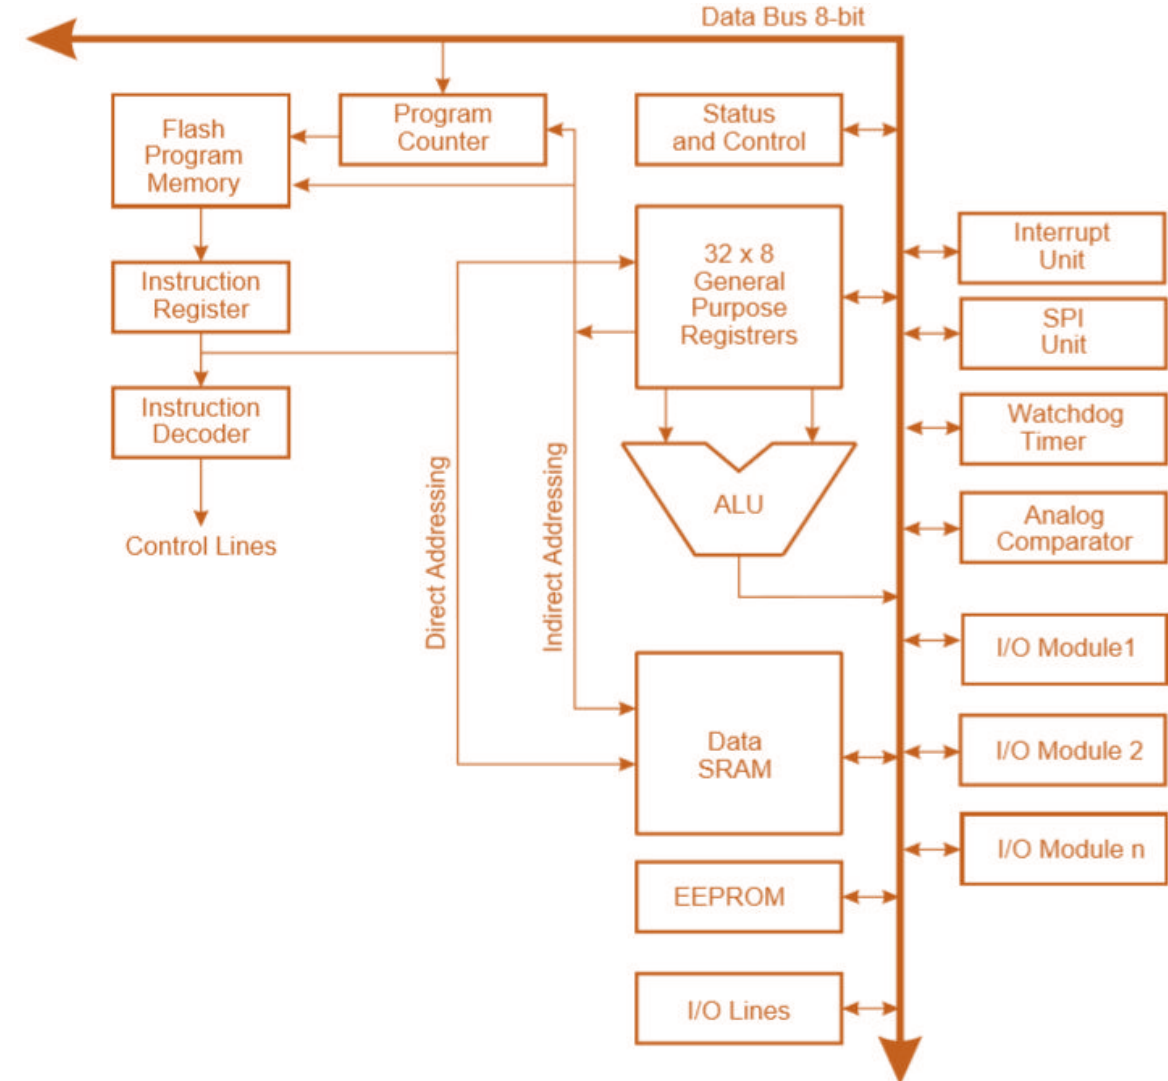 Data Bus 8-bit
Flash
Program
Memory
Program
Counter
Status
and Control
Instruction
Register
32 x 8
General
Purpose
Registrers
Interrupt
Unit
SPI
Unit
Instruction
Decoder
Watchdog
Timer
ALU
Analog
Comparator
Control Lines
Direct Addressing
Indirect Addressing
I/O Module1
Data
SRAM
I/O Module 2
I/O Module n
EEPROM
I/O Lines